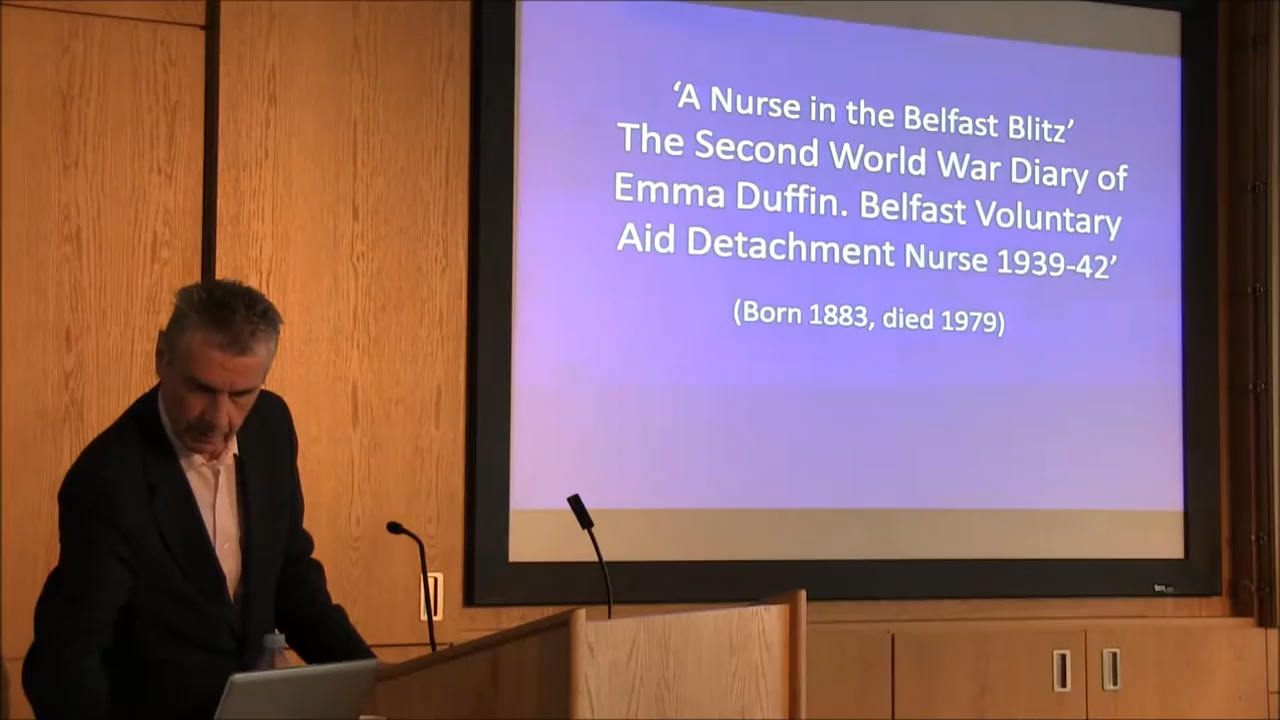 ‘A Nurse in the Belfast Blitz’
The Second World War Diary of
Emma Duffin. Belfast Voluntary
Aid Detachment Nurse 1939-42’
(Born 1883, died 1979)